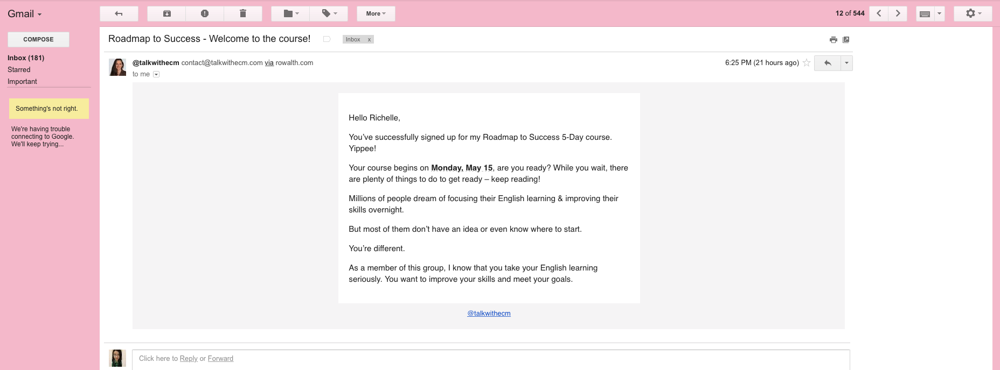 Gmail
More
12 of 544
COMPOSE
Inbox (181)
Starred
Important
Something's not right.
We're having trouble
connecting to Google.
We'll keep trying...
Roadmap to Success - Welcome to the course!
Inbox x
@talkwithecm contact@talkwithecm.com via rowalth.com
6:25 PM (21 hours ago)
to me
Hello Richelle,
You’ve successfully signed up for my Roadmap to Success 5-Day course.
Yippee!
Your course begins on Monday, May 15, are you ready? While you wait, there
are plenty of things to do to get ready – keep reading!
Millions of people dream of focusing their English learning & improving their
skills overnight.
But most of them don’t have an idea or even know where to start.
You’re different.
As a member of this group, I know that you take your English learning
seriously. You want to improve your skills and meet your goals.
@talkwithecm
Click here to Reply or Forward